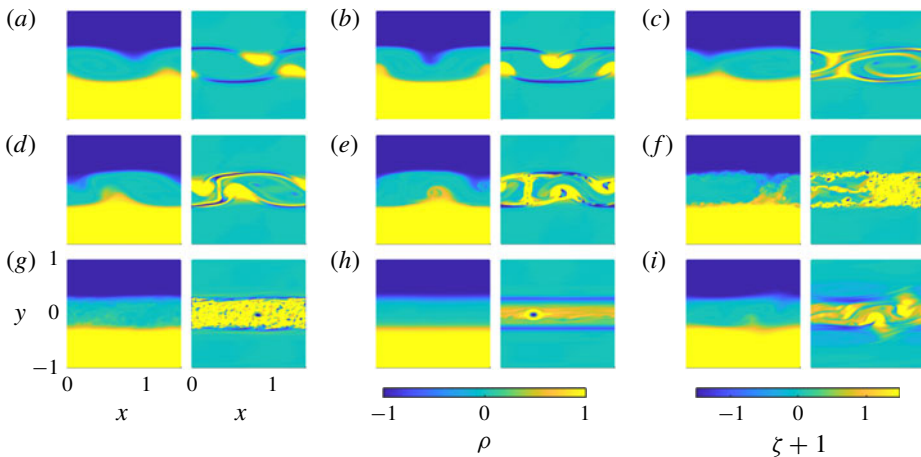 (a)
(b)
(c)
(d)
(e)
(f)
(g)
(h)
(i)
1
y 0
−1
0 1 0 1
x x
−1 0 1
ρ
−1 0 1
ζ + 1